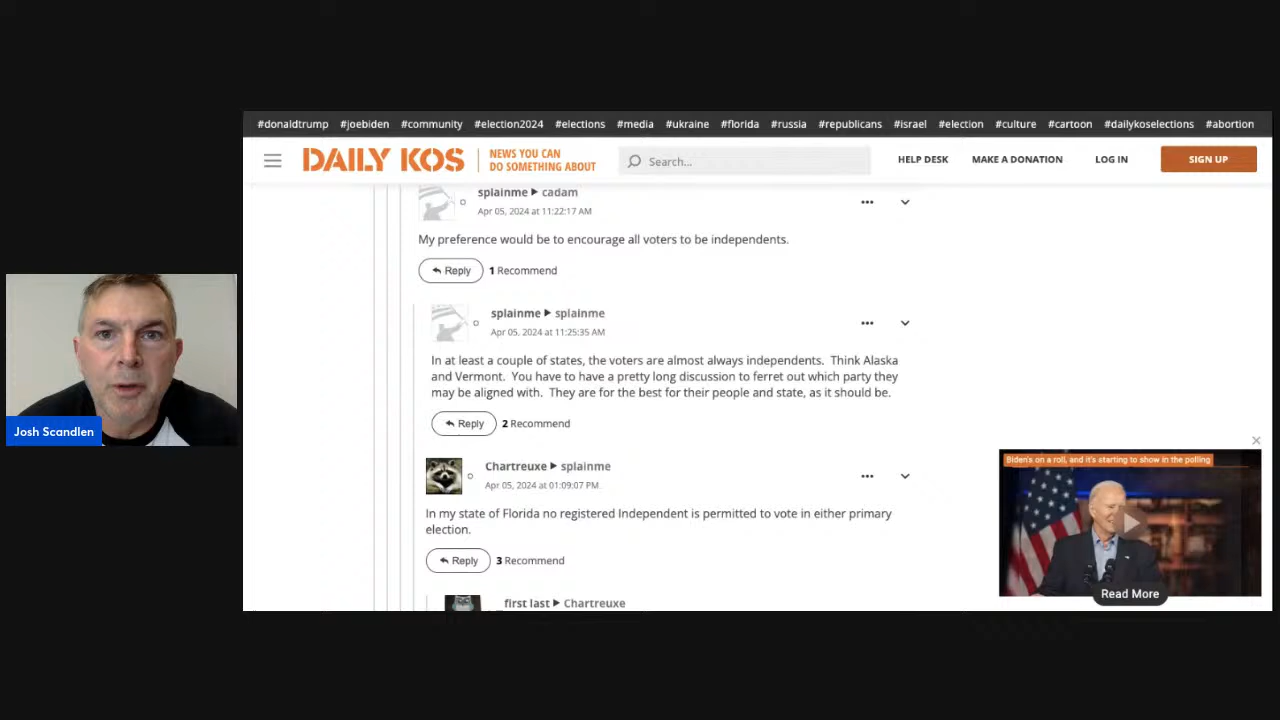 #donaldtrump #joebiden #community #election2024 #elections #media #ukraine #florida #russia #republicans #israel #election #culture #cartoon #dailykoselections #abortion
DAILY KOS
NEWS YOU CAN
DO SOMETHING ABOUT
Search...
HELP DESK
MAKE A DONATION
LOG IN
SIGN UP
splainme cadam
Apr 05, 2024 at 11:22:17 AM
My preference would be to encourage all voters to be independents.
Reply 1 Recommend
splainme splainme
Apr 05, 2024 at 11:25:35 AM
In at least a couple of states, the voters are almost always independents. Think Alaska
and Vermont. You have to have a pretty long discussion to ferret out which party they
may be aligned with. They are for the best for their people and state, as it should be.
Reply 2 Recommend
Chartreuxe splainme
Apr 05, 2024 at 01:09:07 PM
In my state of Florida no registered Independent is permitted to vote in either primary
election.
Reply 3 Recommend
first last Chartreuxe
Josh Scandlen
Biden's on a roll, and it's starting to show in the polling
Read More